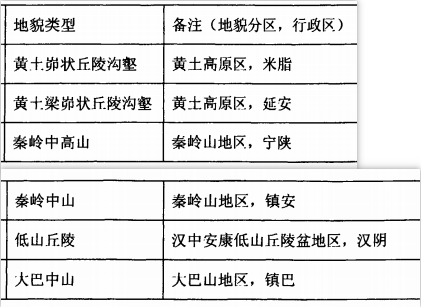 地貌类型 备注(地貌分区,行政区)
黄土峁状丘陵沟壑 黄土高原区,米脂
黄土梁峁状丘陵沟壑 黄土高原区,延安
秦岭中高山 秦岭山地区,宁陕
秦岭中山 秦岭山地区,镇安
低山丘陵 汉中安康低山丘陵盆地区,汉阴
大巴中山 大巴山地区,镇巴